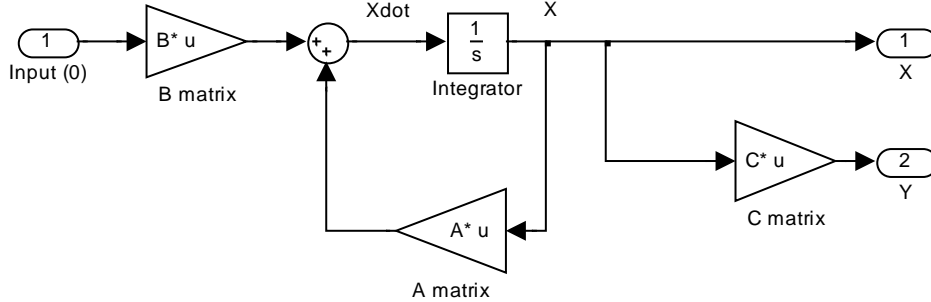 Xdot
X
1
B* u
+
+
1
s
1
Input (0)
Integrator
X
B matrix
C* u
2
Y
C matrix
A* u
A matrix